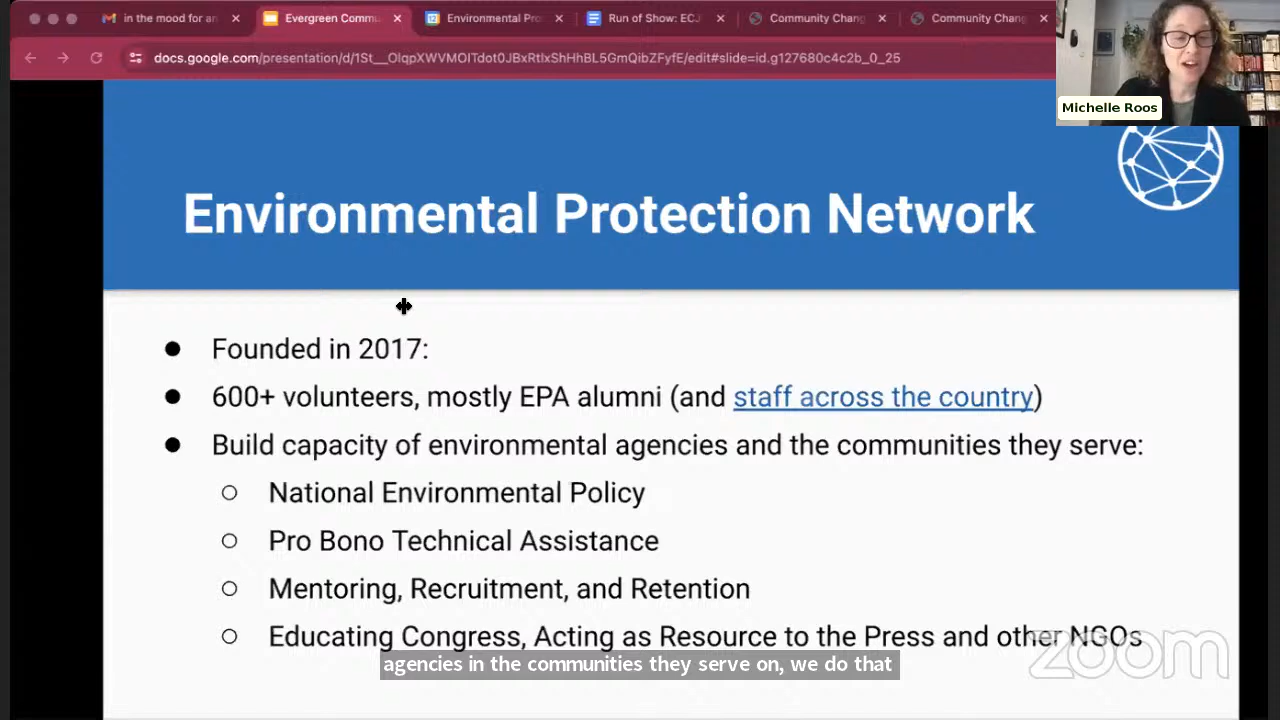 in the mood for an
Evergreen Commu
Environmental Pro
Run of Show: ECJ
Community Chang
Community Chang
docs.google.com/presentation/d/1St__OlqpXWVMOITdot0JBxRtIxShHhBL5GmQibZFyfE/edit#slide=id.g127680c4c2b_0_25
Michelle Roos
Environmental Protection Network
● Founded in 2017:
● 600+ volunteers, mostly EPA alumni (and staff across the country)
● Build capacity of environmental agencies and the communities they serve:
○ National Environmental Policy
○ Pro Bono Technical Assistance
○ Mentoring, Recruitment, and Retention
○ Educating Congress, Acting as Resource to the Press and other NGOs
agencies in the communities they serve on, we do that
zoom